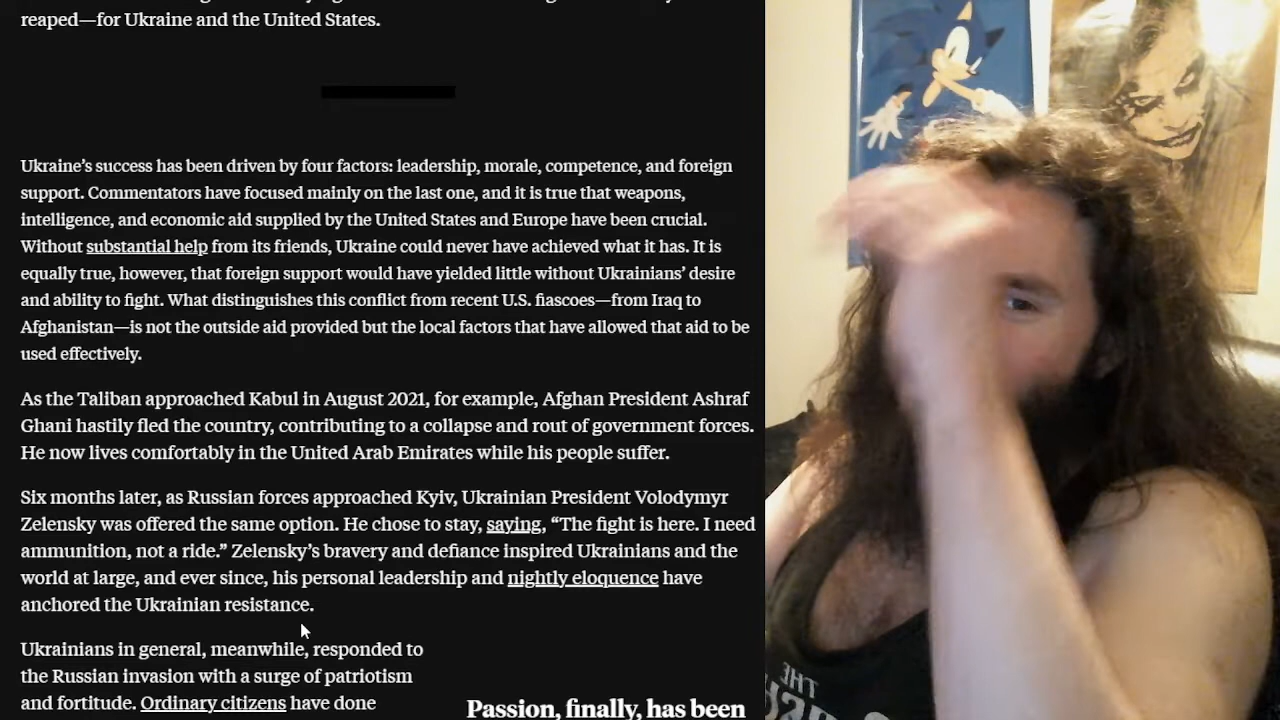 reaped—for Ukraine and the United States.
Ukraine’s success has been driven by four factors: leadership, morale, competence, and foreign
support. Commentators have focused mainly on the last one, and it is true that weapons,
intelligence, and economic aid supplied by the United States and Europe have been crucial.
Without substantial help from its friends, Ukraine could never have achieved what it has. It is
equally true, however, that foreign support would have yielded little without Ukrainians’ desire
and ability to fight. What distinguishes this conflict from recent U.S. fiascoes—from Iraq to
Afghanistan—is not the outside aid provided but the local factors that have allowed that aid to be
used effectively.
As the Taliban approached Kabul in August 2021, for example, Afghan President Ashraf
Ghani hastily fled the country, contributing to a collapse and rout of government forces.
He now lives comfortably in the United Arab Emirates while his people suffer.
Six months later, as Russian forces approached Kyiv, Ukrainian President Volodymyr
Zelensky was offered the same option. He chose to stay, saying, “The fight is here. I need
ammunition, not a ride.” Zelensky’s bravery and defiance inspired Ukrainians and the
world at large, and ever since, his personal leadership and nightly eloquence have
anchored the Ukrainian resistance.
Ukrainians in general, meanwhile, responded to
the Russian invasion with a surge of patriotism
and fortitude. Ordinary citizens have done
Passion, finally, has been
THE